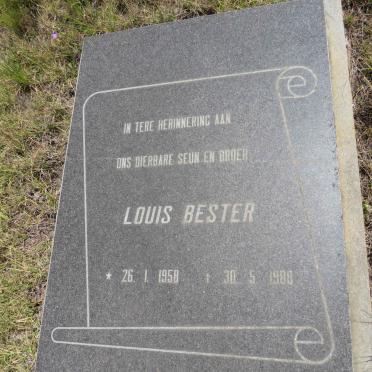 IN TERE HERINNERING AAN
ONS DIERBARE SEUN EN BROER
LOUIS BESTER
* 26. 1. 1958 † 30. 5. 1988